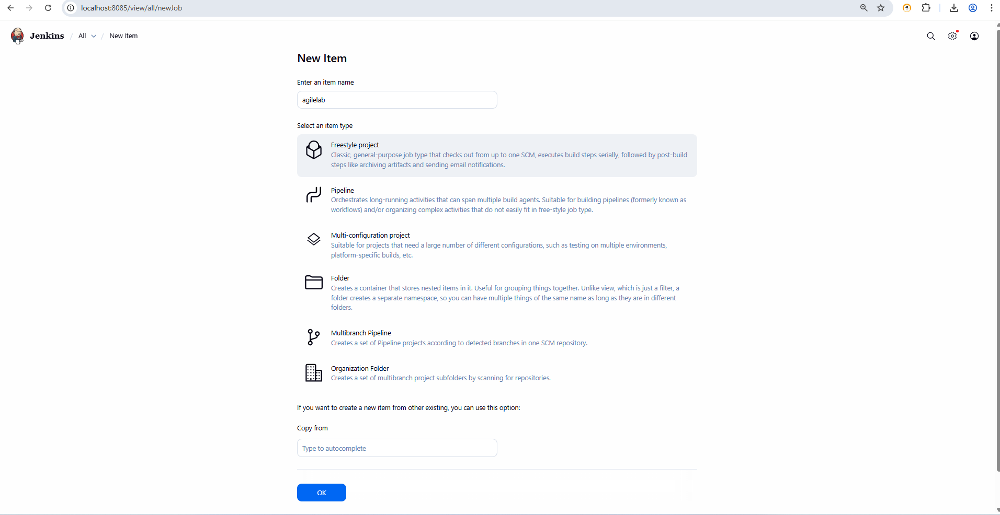 localhost:8085/view/all/newJob
Jenkins / All / New Item
New Item
Enter an item name
agilelab
Select an item type
Freestyle project
Classic, general-purpose job type that checks out from up to one SCM, executes build steps serially, followed by post-build
steps like archiving artifacts and sending email notifications.
Pipeline
Orchestrates long-running activities that can span multiple build agents. Suitable for building pipelines (formerly known as
workflows) and/or organizing complex activities that do not easily fit in free-style job type.
Multi-configuration project
Suitable for projects that need a large number of different configurations, such as testing on multiple environments,
platform-specific builds, etc.
Folder
Creates a container that stores nested items in it. Useful for grouping things together. Unlike view, which is just a filter, a
folder creates a separate namespace, so you can have multiple things of the same name as long as they are in different
folders.
Multibranch Pipeline
Creates a set of Pipeline projects according to detected branches in one SCM repository.
Organization Folder
Creates a set of multibranch project subfolders by scanning for repositories.
If you want to create a new item from other existing, you can use this option:
Copy from
Type to autocomplete
OK